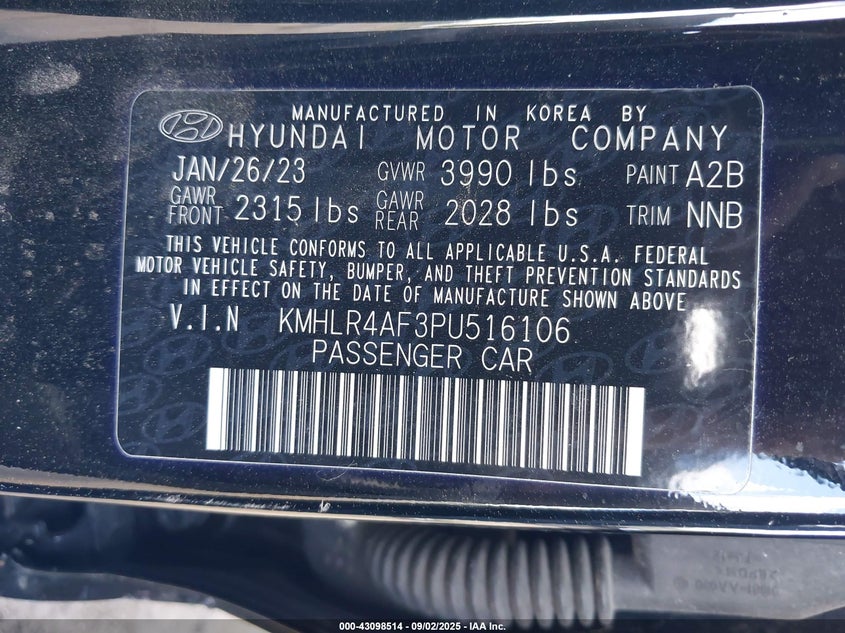 MANUFACTURED IN KOREA BY
HYUNDAI MOTOR COMPANY
JAN/26/23 GVWR 3990 lbs PAINT A2B
GAWR FRONT 2315 lbs GAWR REAR 2028 lbs TRIM NNB
THIS VEHICLE CONFORMS TO ALL APPLICABLE U.S.A. FEDERAL
MOTOR VEHICLE SAFETY, BUMPER, AND THEFT PREVENTION STANDARDS
IN EFFECT ON THE DATE OF MANUFACTURE SHOWN ABOVE
V.I.N KMHLR4AF3PU516106
PASSENGER CAR
000-43098514 - 09/02/2025 - IAA Inc.